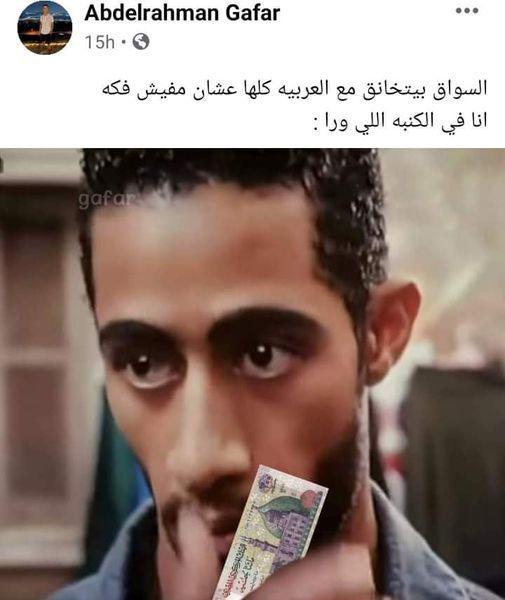 Abdelrahman Gafar
15h
السواق بيتخانق مع العربيه كلها عشان مفيش فكه
انا في الكنبه اللي ورا :
gafar